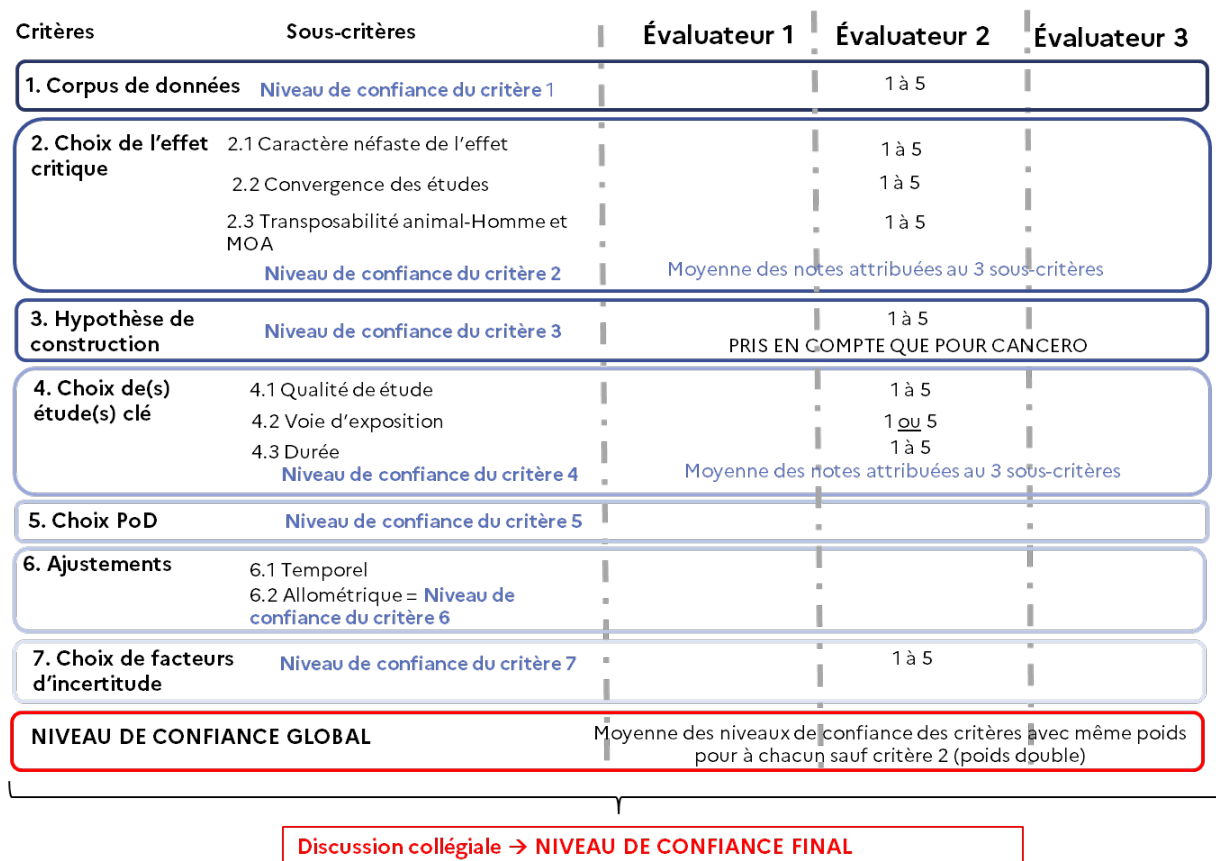 Critères Sous-critères Évaluateur 1 Évaluateur 2 Évaluateur 3
1. Corpus de données Niveau de confiance du critère 1 1 à 5
2. Choix de l'effet critique
2.1 Caractère néfaste de l'effet 1 à 5
2.2 Convergence des études 1 à 5
2.3 Transposabilité animal-Homme et MOA 1 à 5
Niveau de confiance du critère 2 Moyenne des notes attribuées au 3 sous-critères
3. Hypothèse de construction
Niveau de confiance du critère 3 1 à 5
PRIS EN COMPTE QUE POUR CANCERO
4. Choix de(s) étude(s) clé
4.1 Qualité de étude 1 à 5
4.2 Voie d'exposition 1 ou 5
4.3 Durée 1 à 5
Niveau de confiance du critère 4 Moyenne des notes attribuées au 3 sous-critères
5. Choix PoD Niveau de confiance du critère 5
6. Ajustements
6.1 Temporel
6.2 Allométrique = Niveau de confiance du critère 6
7. Choix de facteurs d'incertitude
Niveau de confiance du critère 7 1 à 5
NIVEAU DE CONFIANCE GLOBAL
Moyenne des niveaux de confiance des critères avec même poids
pour à chacun sauf critère 2 (poids double)
Discussion collégiale → NIVEAU DE CONFIANCE FINAL